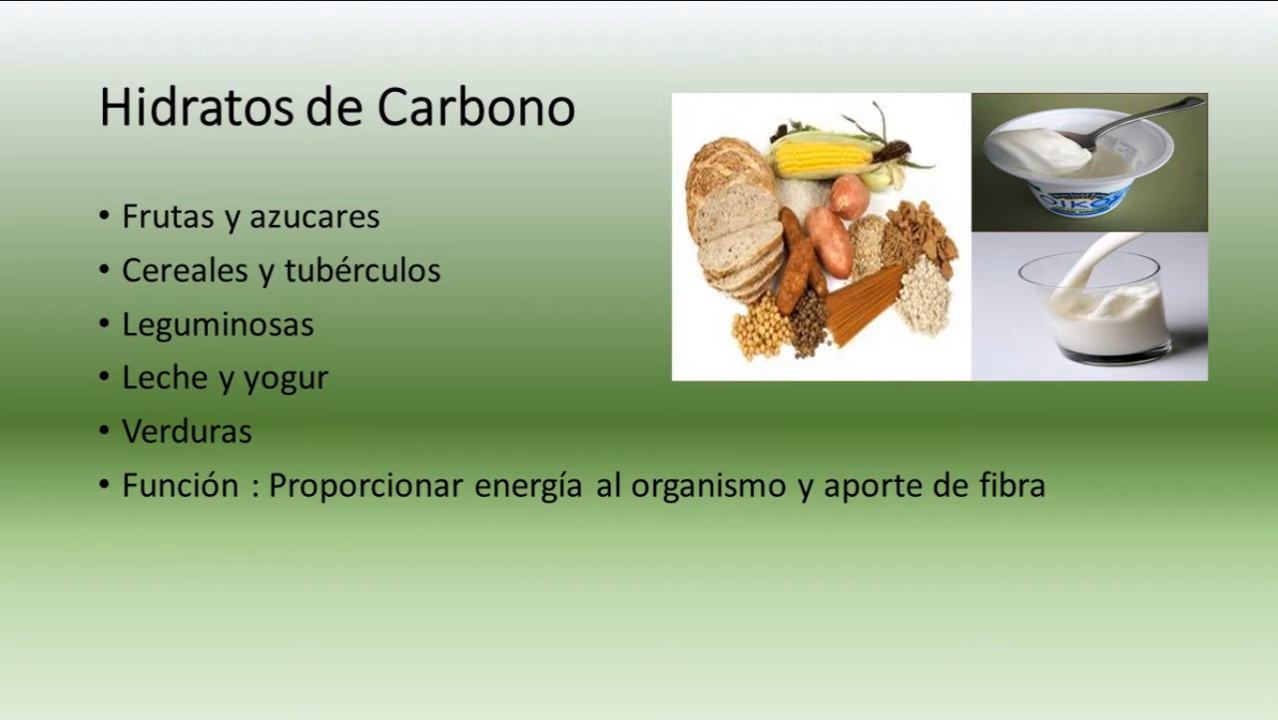 Hidratos de Carbono
• Frutas y azucares
• Cereales y tubérculos
• Leguminosas
• Leche y yogur
• Verduras
• Función : Proporcionar energía al organismo y aporte de fibra